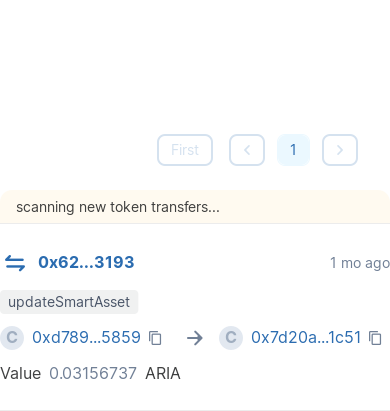 First 1
scanning new token transfers...
0x62...3193 1 mo ago
updateSmartAsset
C 0xd789...5859 C 0x7d20a...1c51
Value 0.03156737 ARIA